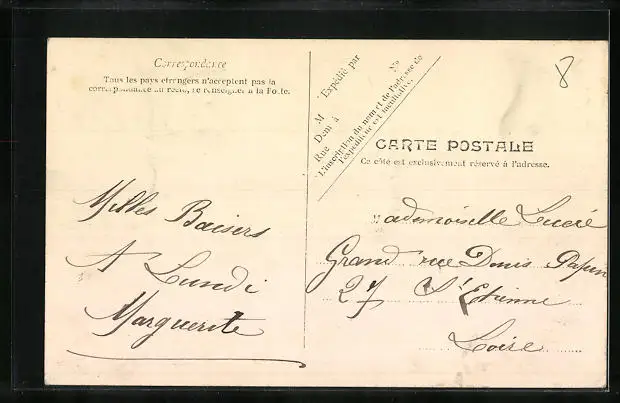 Correspondance
Tous les pays étrangers n'acceptent pas la
correspondance au recto, se renseigner à la Poste.
Milles Baisers
A Lundi
Marguerite
M
Expédié par
Dem à
Rue
No
L'inscription du nom et de l'adresse de
l'expéditeur est facultative.
8
CARTE POSTALE
Ce côté est exclusivement réservé à l'adresse.
Mademoiselle
Grand rue Denis Papin
27 St Etienne
Loire